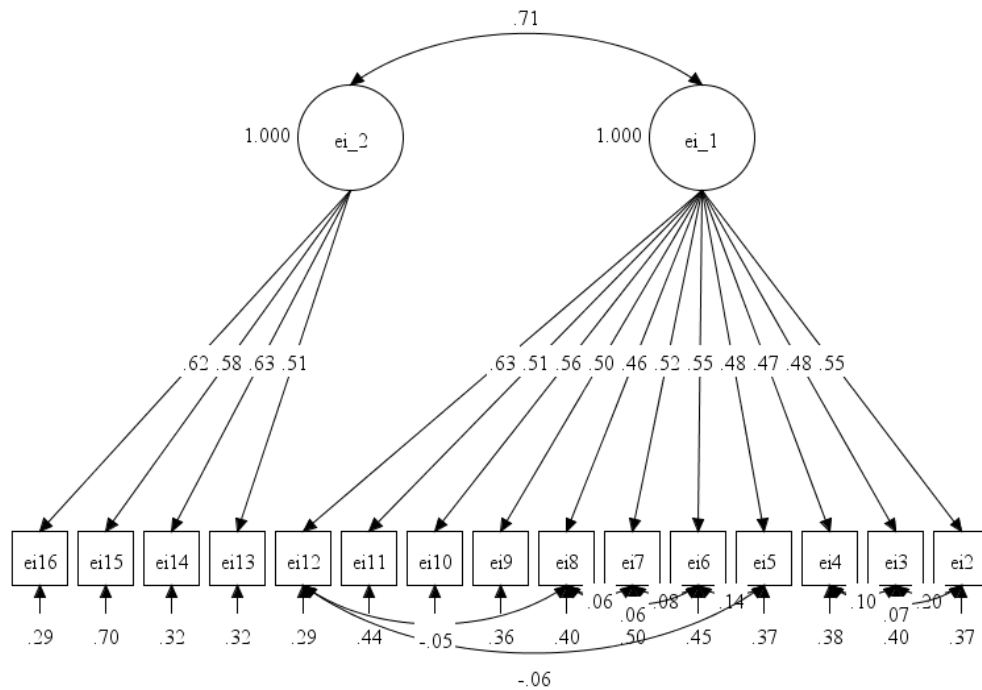 .71
1.000 ei_2 1.000 ei_1
.62 .58 .63 .51 .63 .51 .56 .50 .46 .52 .55 .48 .47 .48 .55
ei16 ei15 ei14 ei13 ei12 ei11 ei10 ei9 ei8 ei7 ei6 ei5 ei4 ei3 ei2
.06 .08 .14 .10 .20
.06 .07
.29 .70 .32 .32 .29 .44 -.05 .36 .40 .50 .45 .37 .38 .40 .37
-.06